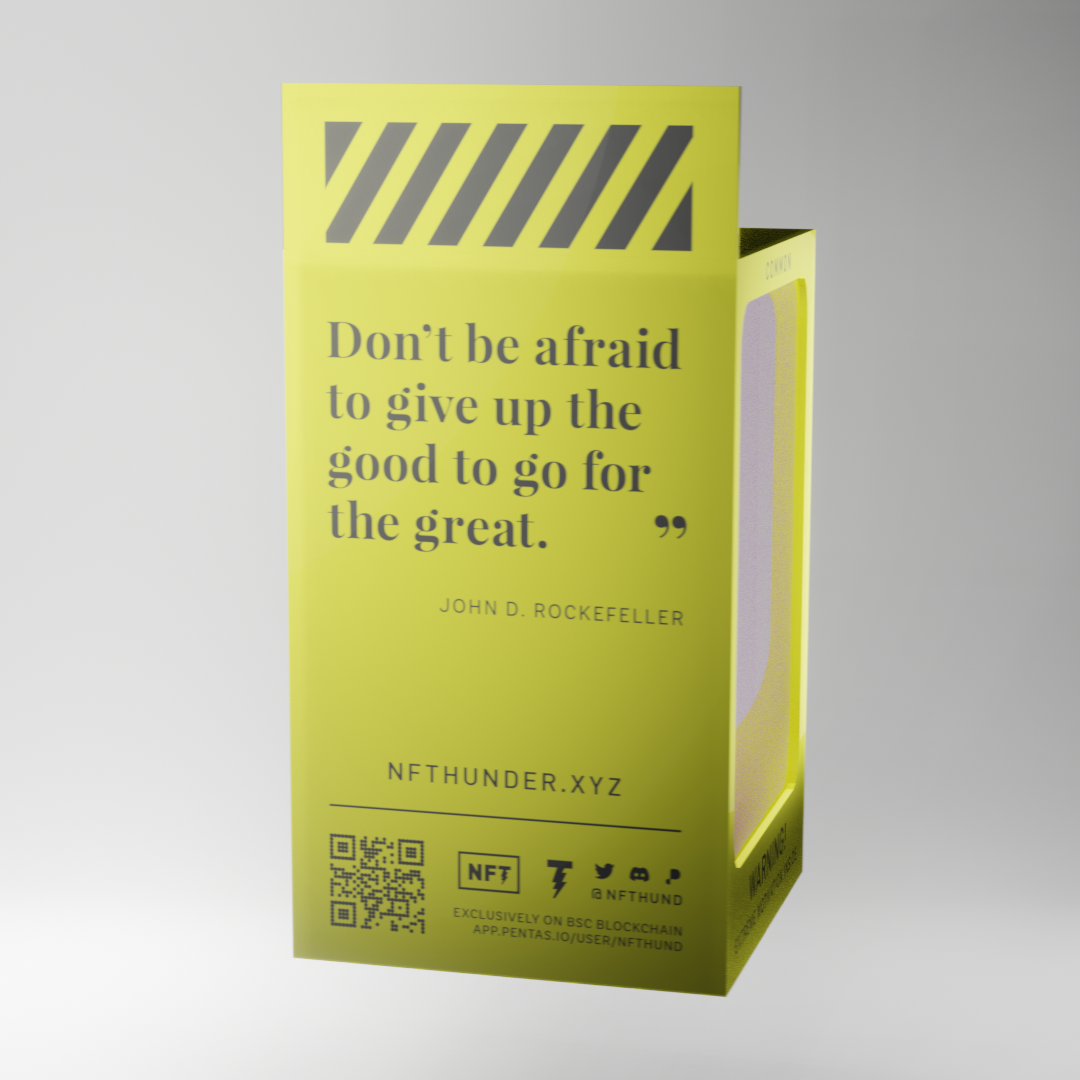 Don’t be afraid
to give up the
good to go for
the great. ”
JOHN D. ROCKEFELLER
NFTHUNDER.XYZ
NFT
@NFTHUND
EXCLUSIVELY ON BSC BLOCKCHAIN
APP.PENTAS.IO/USER/NFTHUND
COMMON
WARNING!